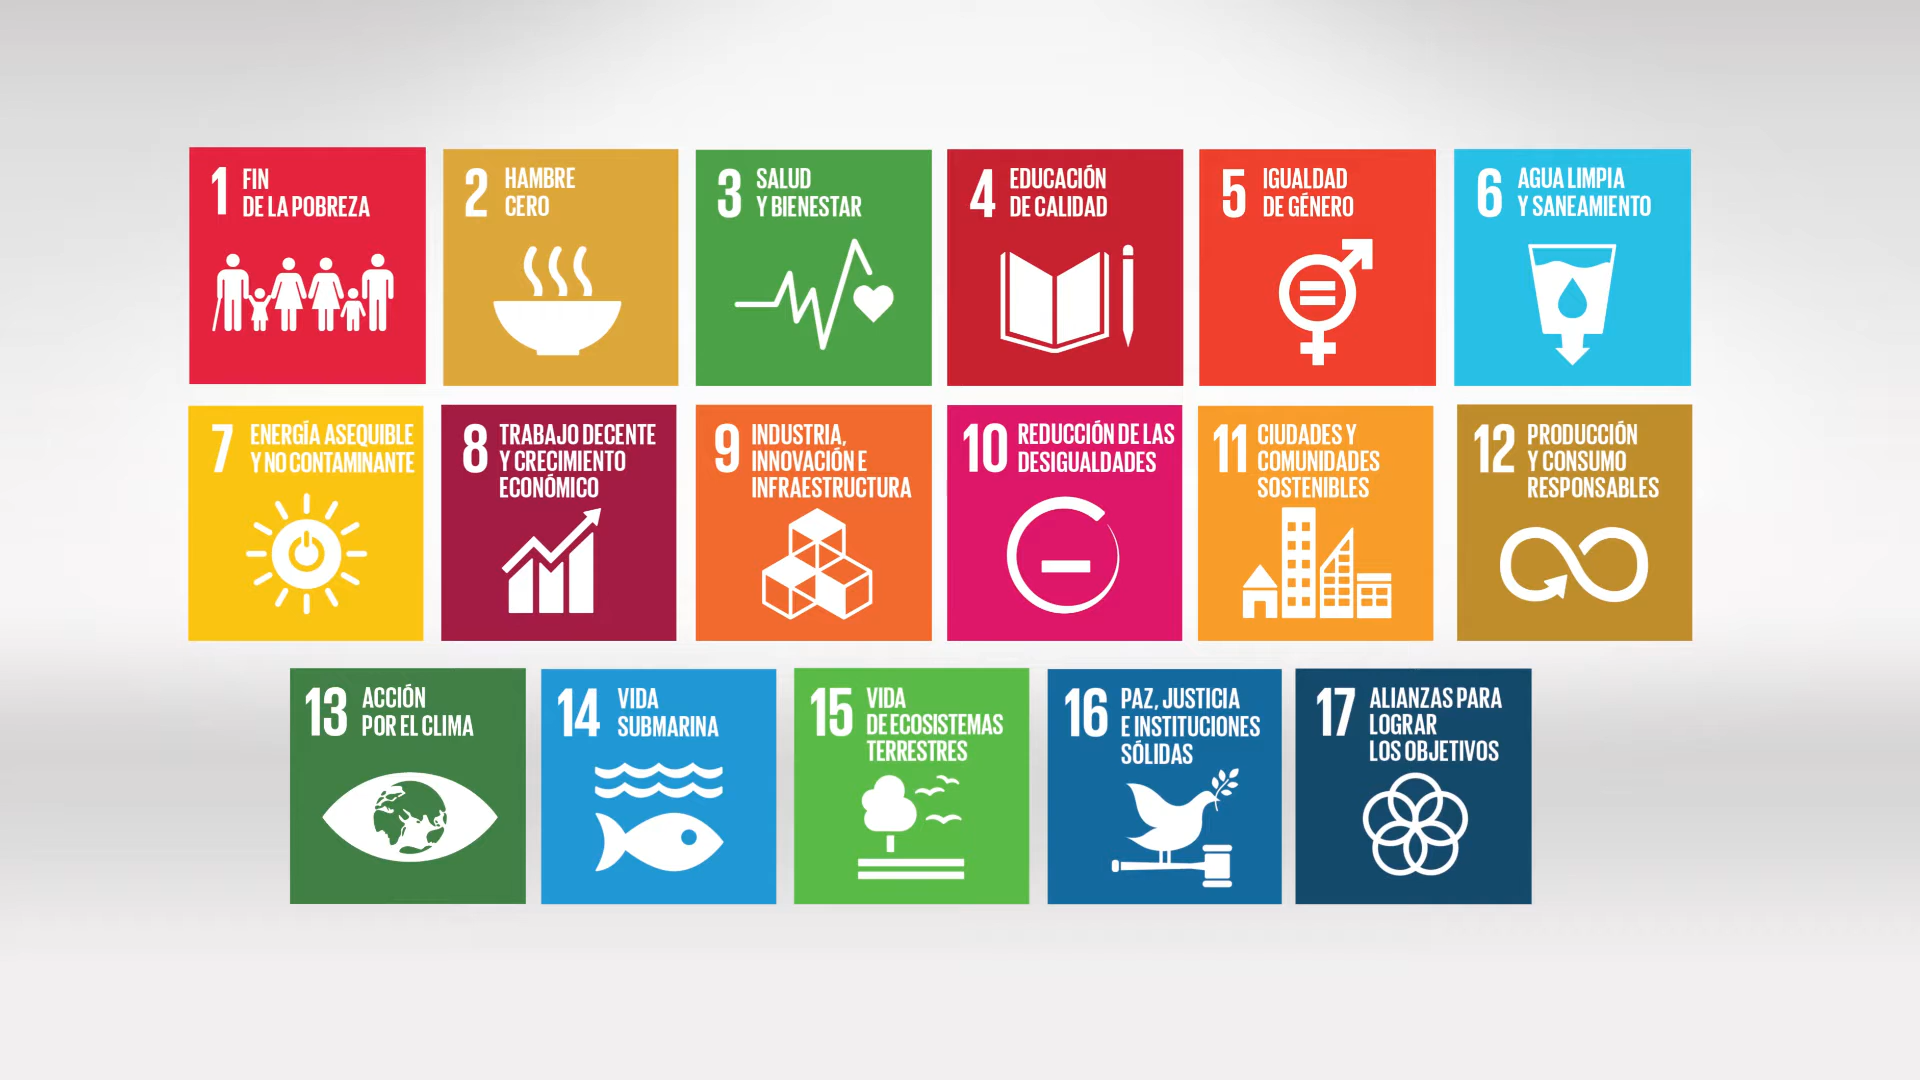 1 FIN
DE LA POBREZA
2 HAMBRE
CERO
3 SALUD
Y BIENESTAR
4 EDUCACIÓN
DE CALIDAD
5 IGUALDAD
DE GÉNERO
6 AGUA LIMPIA
Y SANEAMIENTO
7 ENERGÍA ASEQUIBLE
Y NO CONTAMINANTE
8 TRABAJO DECENTE
Y CRECIMIENTO
ECONÓMICO
9 INDUSTRIA,
INNOVACIÓN E
INFRAESTRUCTURA
10 REDUCCIÓN DE LAS
DESIGUALDADES
11 CIUDADES Y
COMUNIDADES
SOSTENIBLES
12 PRODUCCIÓN
Y CONSUMO
RESPONSABLES
13 ACCIÓN
POR EL CLIMA
14 VIDA
SUBMARINA
15 VIDA
DE ECOSISTEMAS
TERRESTRES
16 PAZ, JUSTICIA
E INSTITUCIONES
SÓLIDAS
17 ALIANZAS PARA
LOGRAR
LOS OBJETIVOS